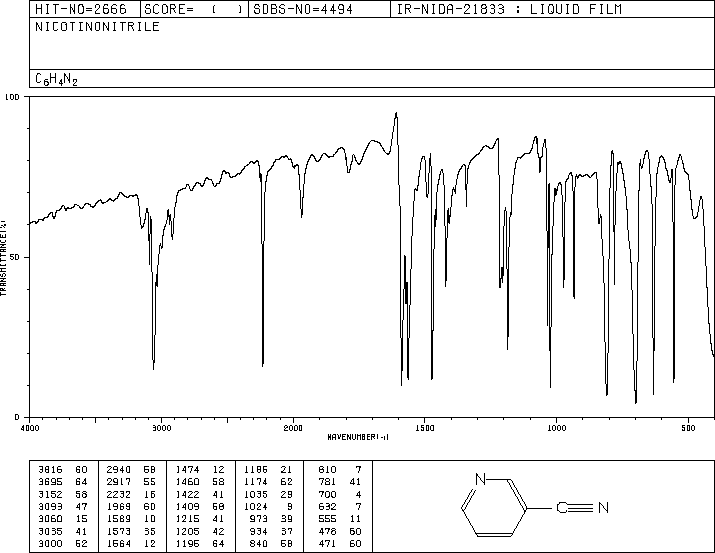 HIT-NO=2666 SCORE= ( ) SDBS-NO=4494 IR-NIDA-21833 : LIQUID FILM
NICOTINONITRILE
C6H4N2
100
TRANSMITTANCE(%)
50
0
4000 3000 2000 1500 1000 500
WAVENUMBER(-1)
3816 60 2940 58 1474 12 1186 21 810 7
3695 64 2917 55 1460 58 1174 62 781 41
3152 58 2232 16 1422 41 1035 29 700 4
3093 47 1969 60 1409 58 1024 9 632 7
3060 15 1589 10 1215 41 973 39 555 11
3035 41 1573 35 1205 42 934 37 478 60
3000 52 1564 12 1195 64 840 58 471 60
N
C N